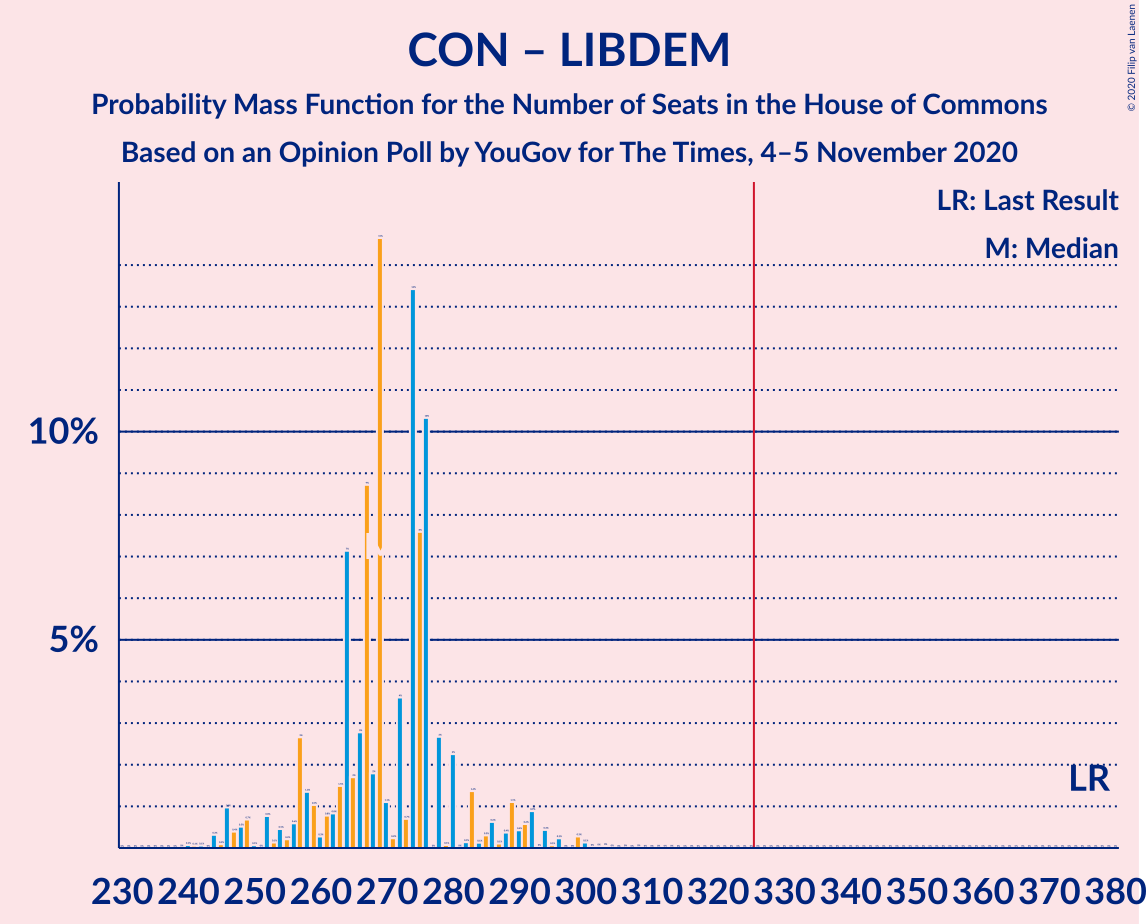 CON – LIBDEM
Probability Mass Function for the Number of Seats in the House of Commons
Based on an Opinion Poll by YouGov for The Times, 4–5 November 2020
© 2020 Filip van Laenen
LR: Last Result
M: Median
10%
5%
LR
230 240 250 260 270 280 290 300 310 320 330 340 350 360 370 380